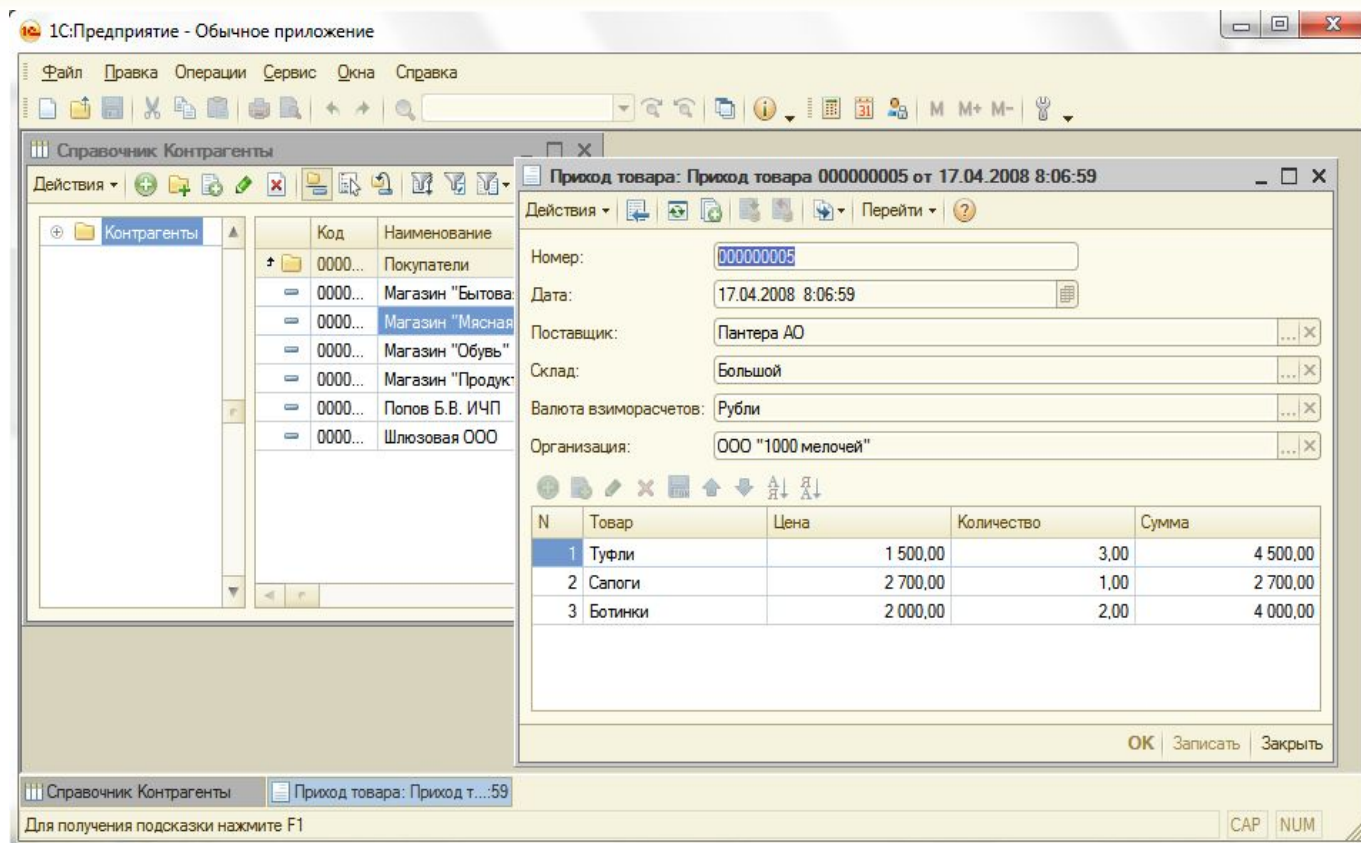 1С:Предприятие - Обычное приложение
Файл Правка Операции Сервис Окна Справка
31 M M+ M-
Справочник Контрагенты
Действия
Контрагенты
Код Наименование
0000... Покупатели
0000... Магазин "Бытова
0000... Магазин "Мясная
0000... Магазин "Обувь"
0000... Магазин "Продукт
0000... Попов Б.В. ИЧП
0000... Шлюзовая ООО
Приход товара: Приход товара 000000005 от 17.04.2008 8:06:59
Действия Перейти ?
Номер: 000000005
Дата: 17.04.2008 8:06:59
Поставщик: Пантера АО ...
Склад: Большой ...
Валюта взиморасчетов: Рубли ...
Организация: ООО "1000 мелочей" ...
N Товар Цена Количество Сумма
1 Туфли 1 500,00 3,00 4 500,00
2 Сапоги 2 700,00 1,00 2 700,00
3 Ботинки 2 000,00 2,00 4 000,00
OK Записать Закрыть
Справочник Контрагенты Приход товара: Приход т...:59
Для получения подсказки нажмите F1 CAP NUM